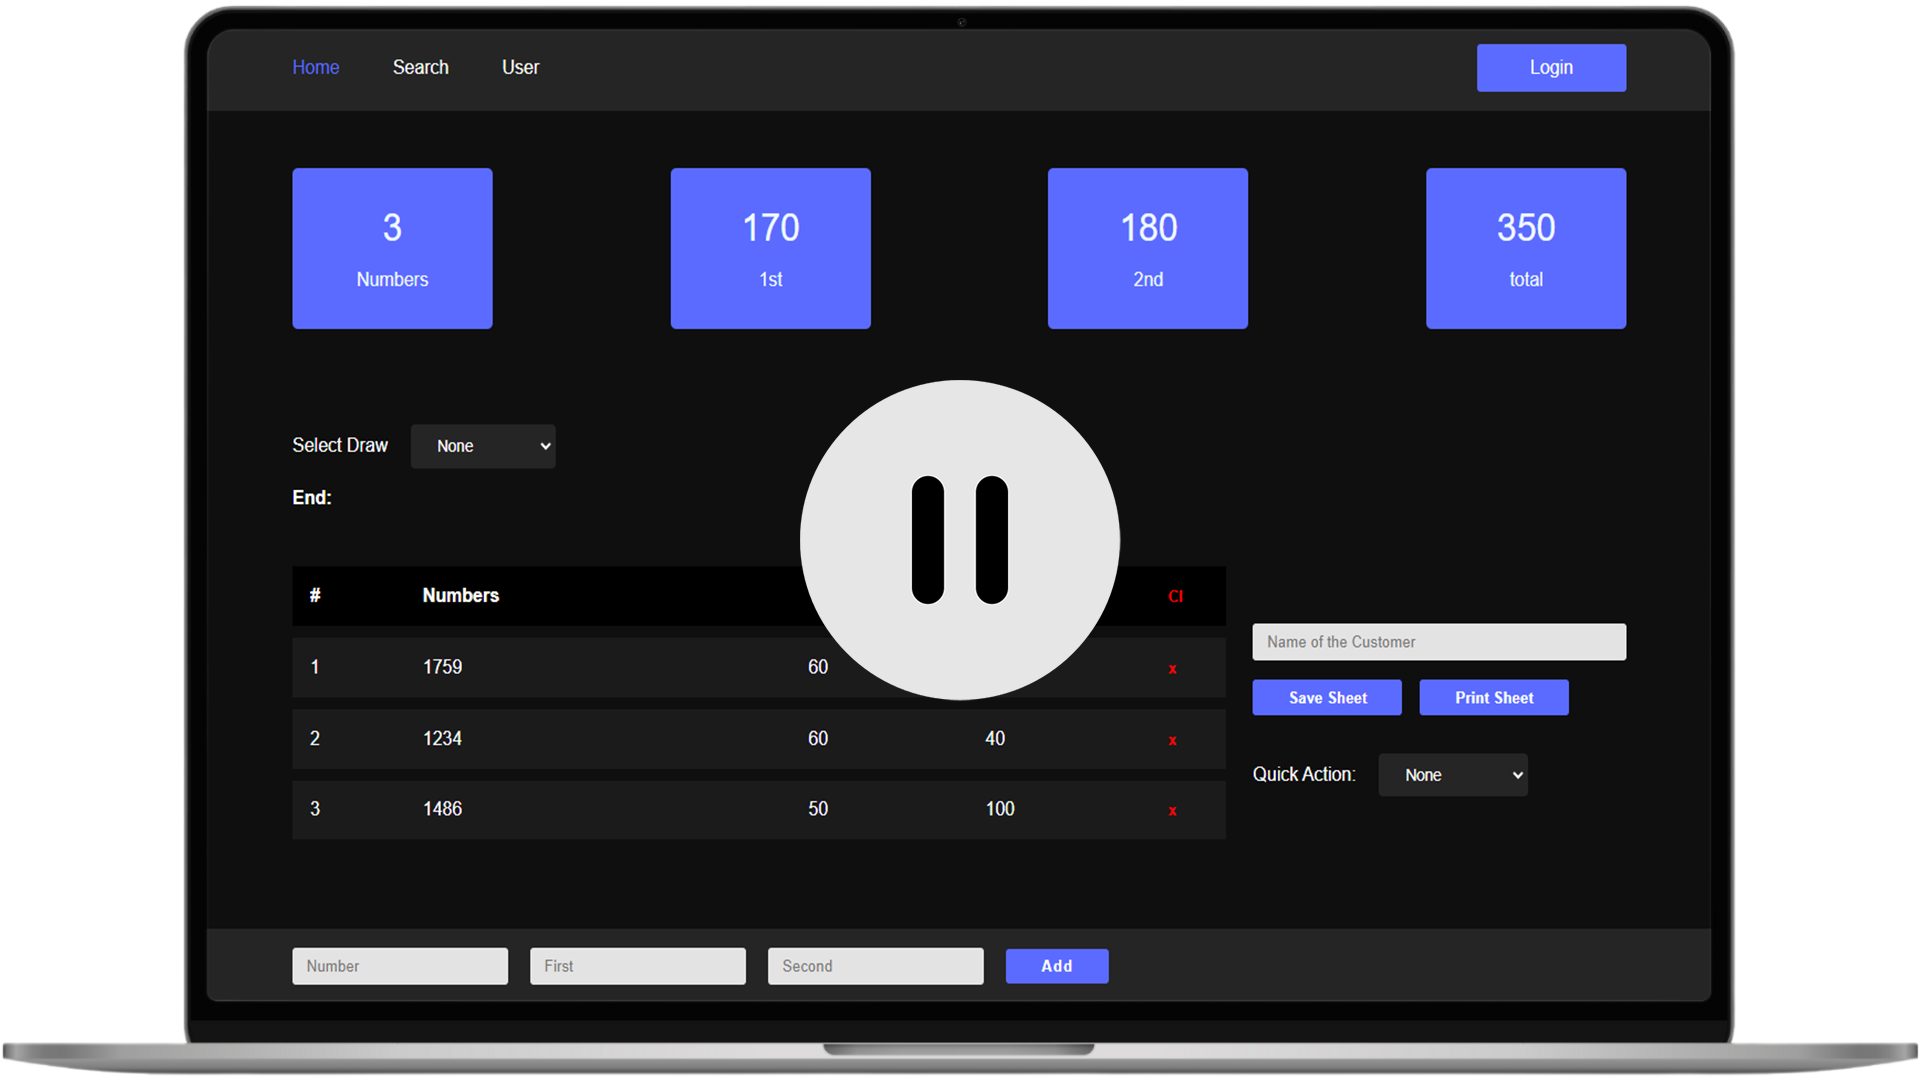 Home Search User Login
3 170 180 350
Numbers 1st 2nd total
Select Draw None
End:
# Numbers Cl
1 1759 60 x
Name of the Customer
Save Sheet Print Sheet
2 1234 60 40 x
Quick Action: None
3 1486 50 100 x
Number First Second Add